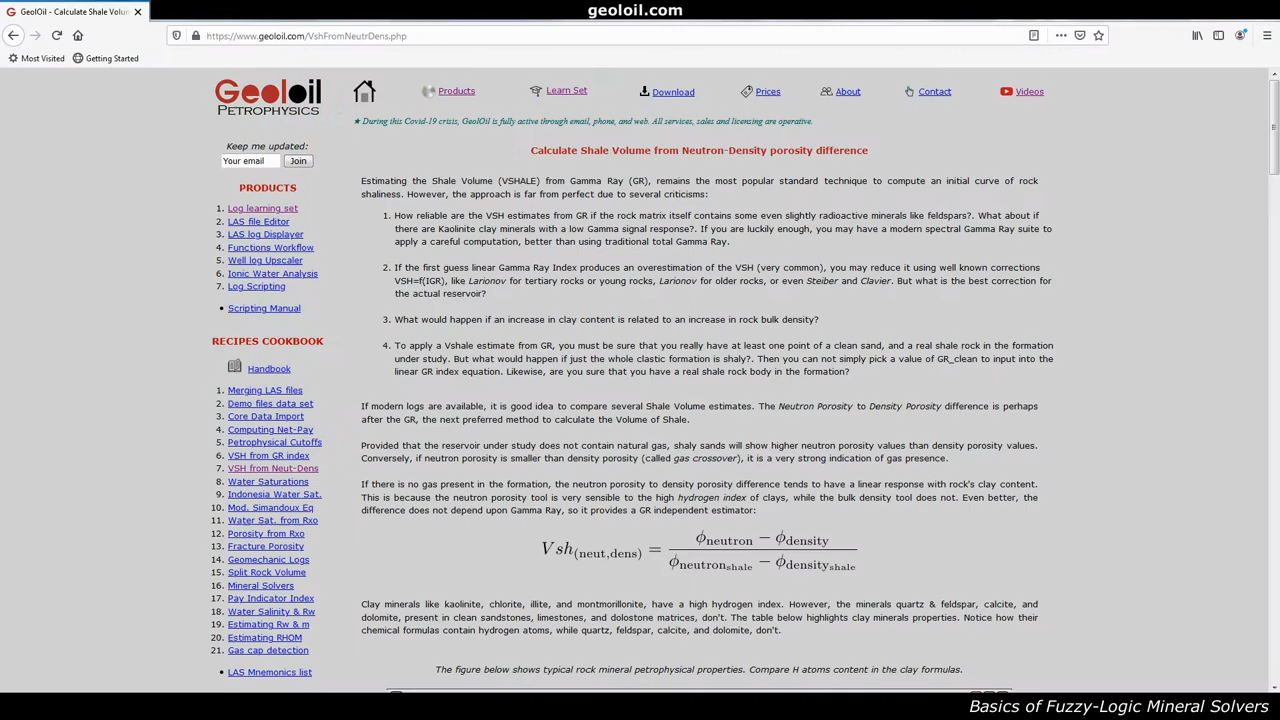 geoloil.com
GeolOil - Calculate Shale Volum
https://www.geoloil.com/VshFromNeutrDens.php
Most Visited
Getting Started
Geoloil
PETROPHYSICS
Products
Learn Set
Download
Prices
About
Contact
Videos
★ During this Covid-19 crisis, GeolOil is fully active through email, phone, and web. All services, sales and licensing are operative.
Keep me updated:
Your email
Join
PRODUCTS
1. Log learning set
2. LAS file Editor
3. LAS log Displayer
4. Functions Workflow
5. Well log Upscaler
6. Ionic Water Analysis
7. Log Scripting
• Scripting Manual
RECIPES COOKBOOK
Handbook
1. Merging LAS files
2. Demo files data set
3. Core Data Import
4. Computing Net-Pay
5. Petrophysical Cutoffs
6. VSH from GR index
7. VSH from Neut-Dens
8. Water Saturations
9. Indonesia Water Sat.
10. Mod. Simandoux Eq
11. Water Sat. from Rxo
12. Porosity from Rxo
13. Fracture Porosity
14. Geomechanic Logs
15. Split Rock Volume
16. Mineral Solvers
17. Pay Indicator Index
18. Water Salinity & Rw
19. Estimating Rw & m
20. Estimating RHOM
21. Gas cap detection
• LAS Mnemonics list
Calculate Shale Volume from Neutron-Density porosity difference
Estimating the Shale Volume (VSHALE) from Gamma Ray (GR), remains the most popular standard technique to compute an initial curve of rock
shaliness. However, the approach is far from perfect due to several criticisms:
1. How reliable are the VSH estimates from GR if the rock matrix itself contains some even slightly radioactive minerals like feldspars?. What about if
there are Kaolinite clay minerals with a low Gamma signal response?. If you are luckily enough, you may have a modern spectral Gamma Ray suite to
apply a careful computation, better than using traditional total Gamma Ray.
2. If the first guess linear Gamma Ray Index produces an overestimation of the VSH (very common), you may reduce it using well known corrections
VSH=f(IGR), like Larionov for tertiary rocks or young rocks, Larionov for older rocks, or even Steiber and Clavier. But what is the best correction for
the actual reservoir?
3. What would happen if an increase in clay content is related to an increase in rock bulk density?
4. To apply a Vshale estimate from GR, you must be sure that you really have at least one point of a clean sand, and a real shale rock in the formation
under study. But what would happen if just the whole clastic formation is shaly?. Then you can not simply pick a value of GR_clean to input into the
linear GR index equation. Likewise, are you sure that you have a real shale rock body in the formation?
If modern logs are available, it is good idea to compare several Shale Volume estimates. The Neutron Porosity to Density Porosity difference is perhaps
after the GR, the next preferred method to calculate the Volume of Shale.
Provided that the reservoir under study does not contain natural gas, shaly sands will show higher neutron porosity values than density porosity values.
Conversely, if neutron porosity is smaller than density porosity (called gas crossover), it is a very strong indication of gas presence.
If there is no gas present in the formation, the neutron porosity to density porosity difference tends to have a linear response with rock's clay content.
This is because the neutron porosity tool is very sensible to the high hydrogen index of clays, while the bulk density tool does not. Even better, the
difference does not depend upon Gamma Ray, so it provides a GR independent estimator:
ϕneutron − ϕdensity
Vsh(neut,dens) =
ϕneutronshale − ϕdensityshale
Clay minerals like kaolinite, chlorite, illite, and montmorillonite, have a high hydrogen index. However, the minerals quartz & feldspar, calcite, and
dolomite, present in clean sandstones, limestones, and dolostone matrices, don't. The table below highlights clay minerals properties. Notice how their
chemical formulas contain hydrogen atoms, while quartz, feldspar, calcite, and dolomite, don't.
The figure below shows typical rock mineral petrophysical properties. Compare H atoms content in the clay formulas.
Basics of Fuzzy-Logic Mineral Solvers